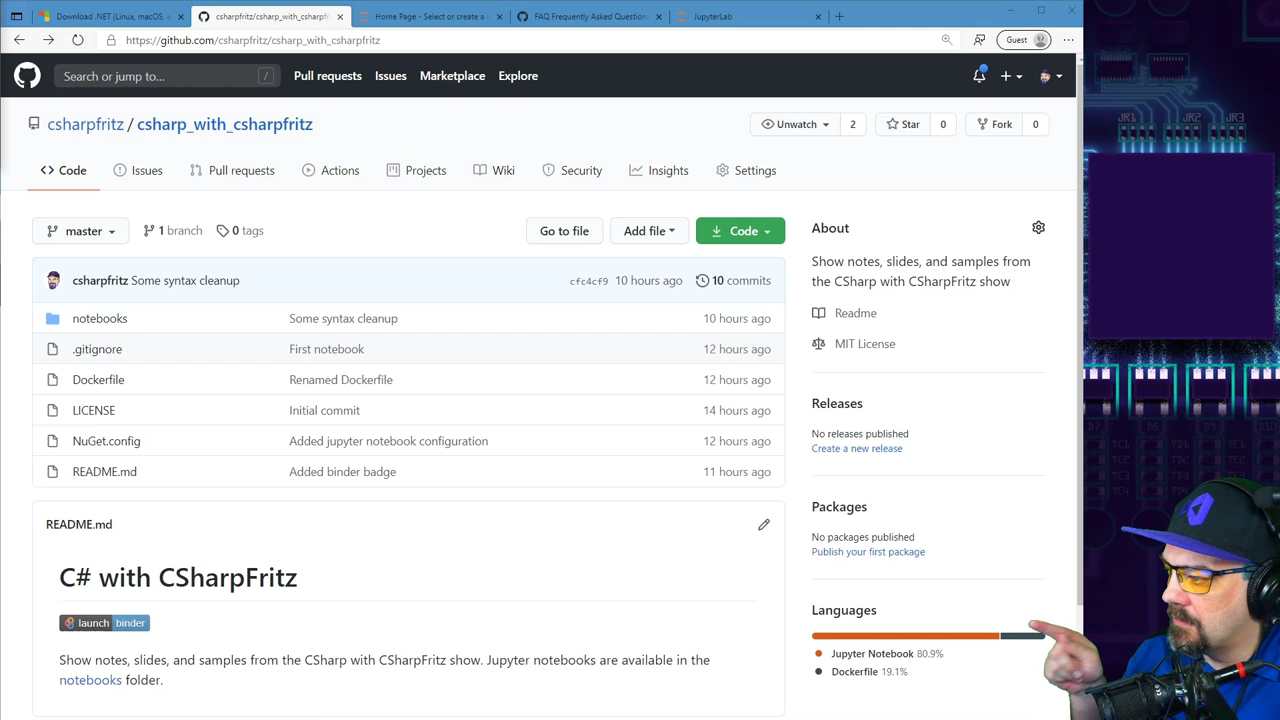 Download .NET (Linux, macOS, a
csharpfritz/csharp_with_csharpfr
Home Page - Select or create a n
FAQ Frequently Asked Question
JupyterLab
https://github.com/csharpfritz/csharp_with_csharpfritz
Guest
Search or jump to...
/
Pull requests
Issues
Marketplace
Explore
csharpfritz / csharp_with_csharpfritz
Unwatch 2
Star 0
Fork 0
Code
Issues
Pull requests
Actions
Projects
Wiki
Security
Insights
Settings
master
1 branch
0 tags
Go to file
Add file
Code
csharpfritz Some syntax cleanup cfc4cf9 10 hours ago 10 commits
notebooks Some syntax cleanup 10 hours ago
.gitignore First notebook 12 hours ago
Dockerfile Renamed Dockerfile 12 hours ago
LICENSE Initial commit 14 hours ago
NuGet.config Added jupyter notebook configuration 12 hours ago
README.md Added binder badge 11 hours ago
README.md
C# with CSharpFritz
launch binder
Show notes, slides, and samples from the CSharp with CSharpFritz show. Jupyter notebooks are available in the
notebooks folder.
About
Show notes, slides, and samples from
the CSharp with CSharpFritz show
Readme
MIT License
Releases
No releases published
Create a new release
Packages
No packages published
Publish your first package
Languages
Jupyter Notebook 80.9%
Dockerfile 19.1%
JR1
JR2
JR3